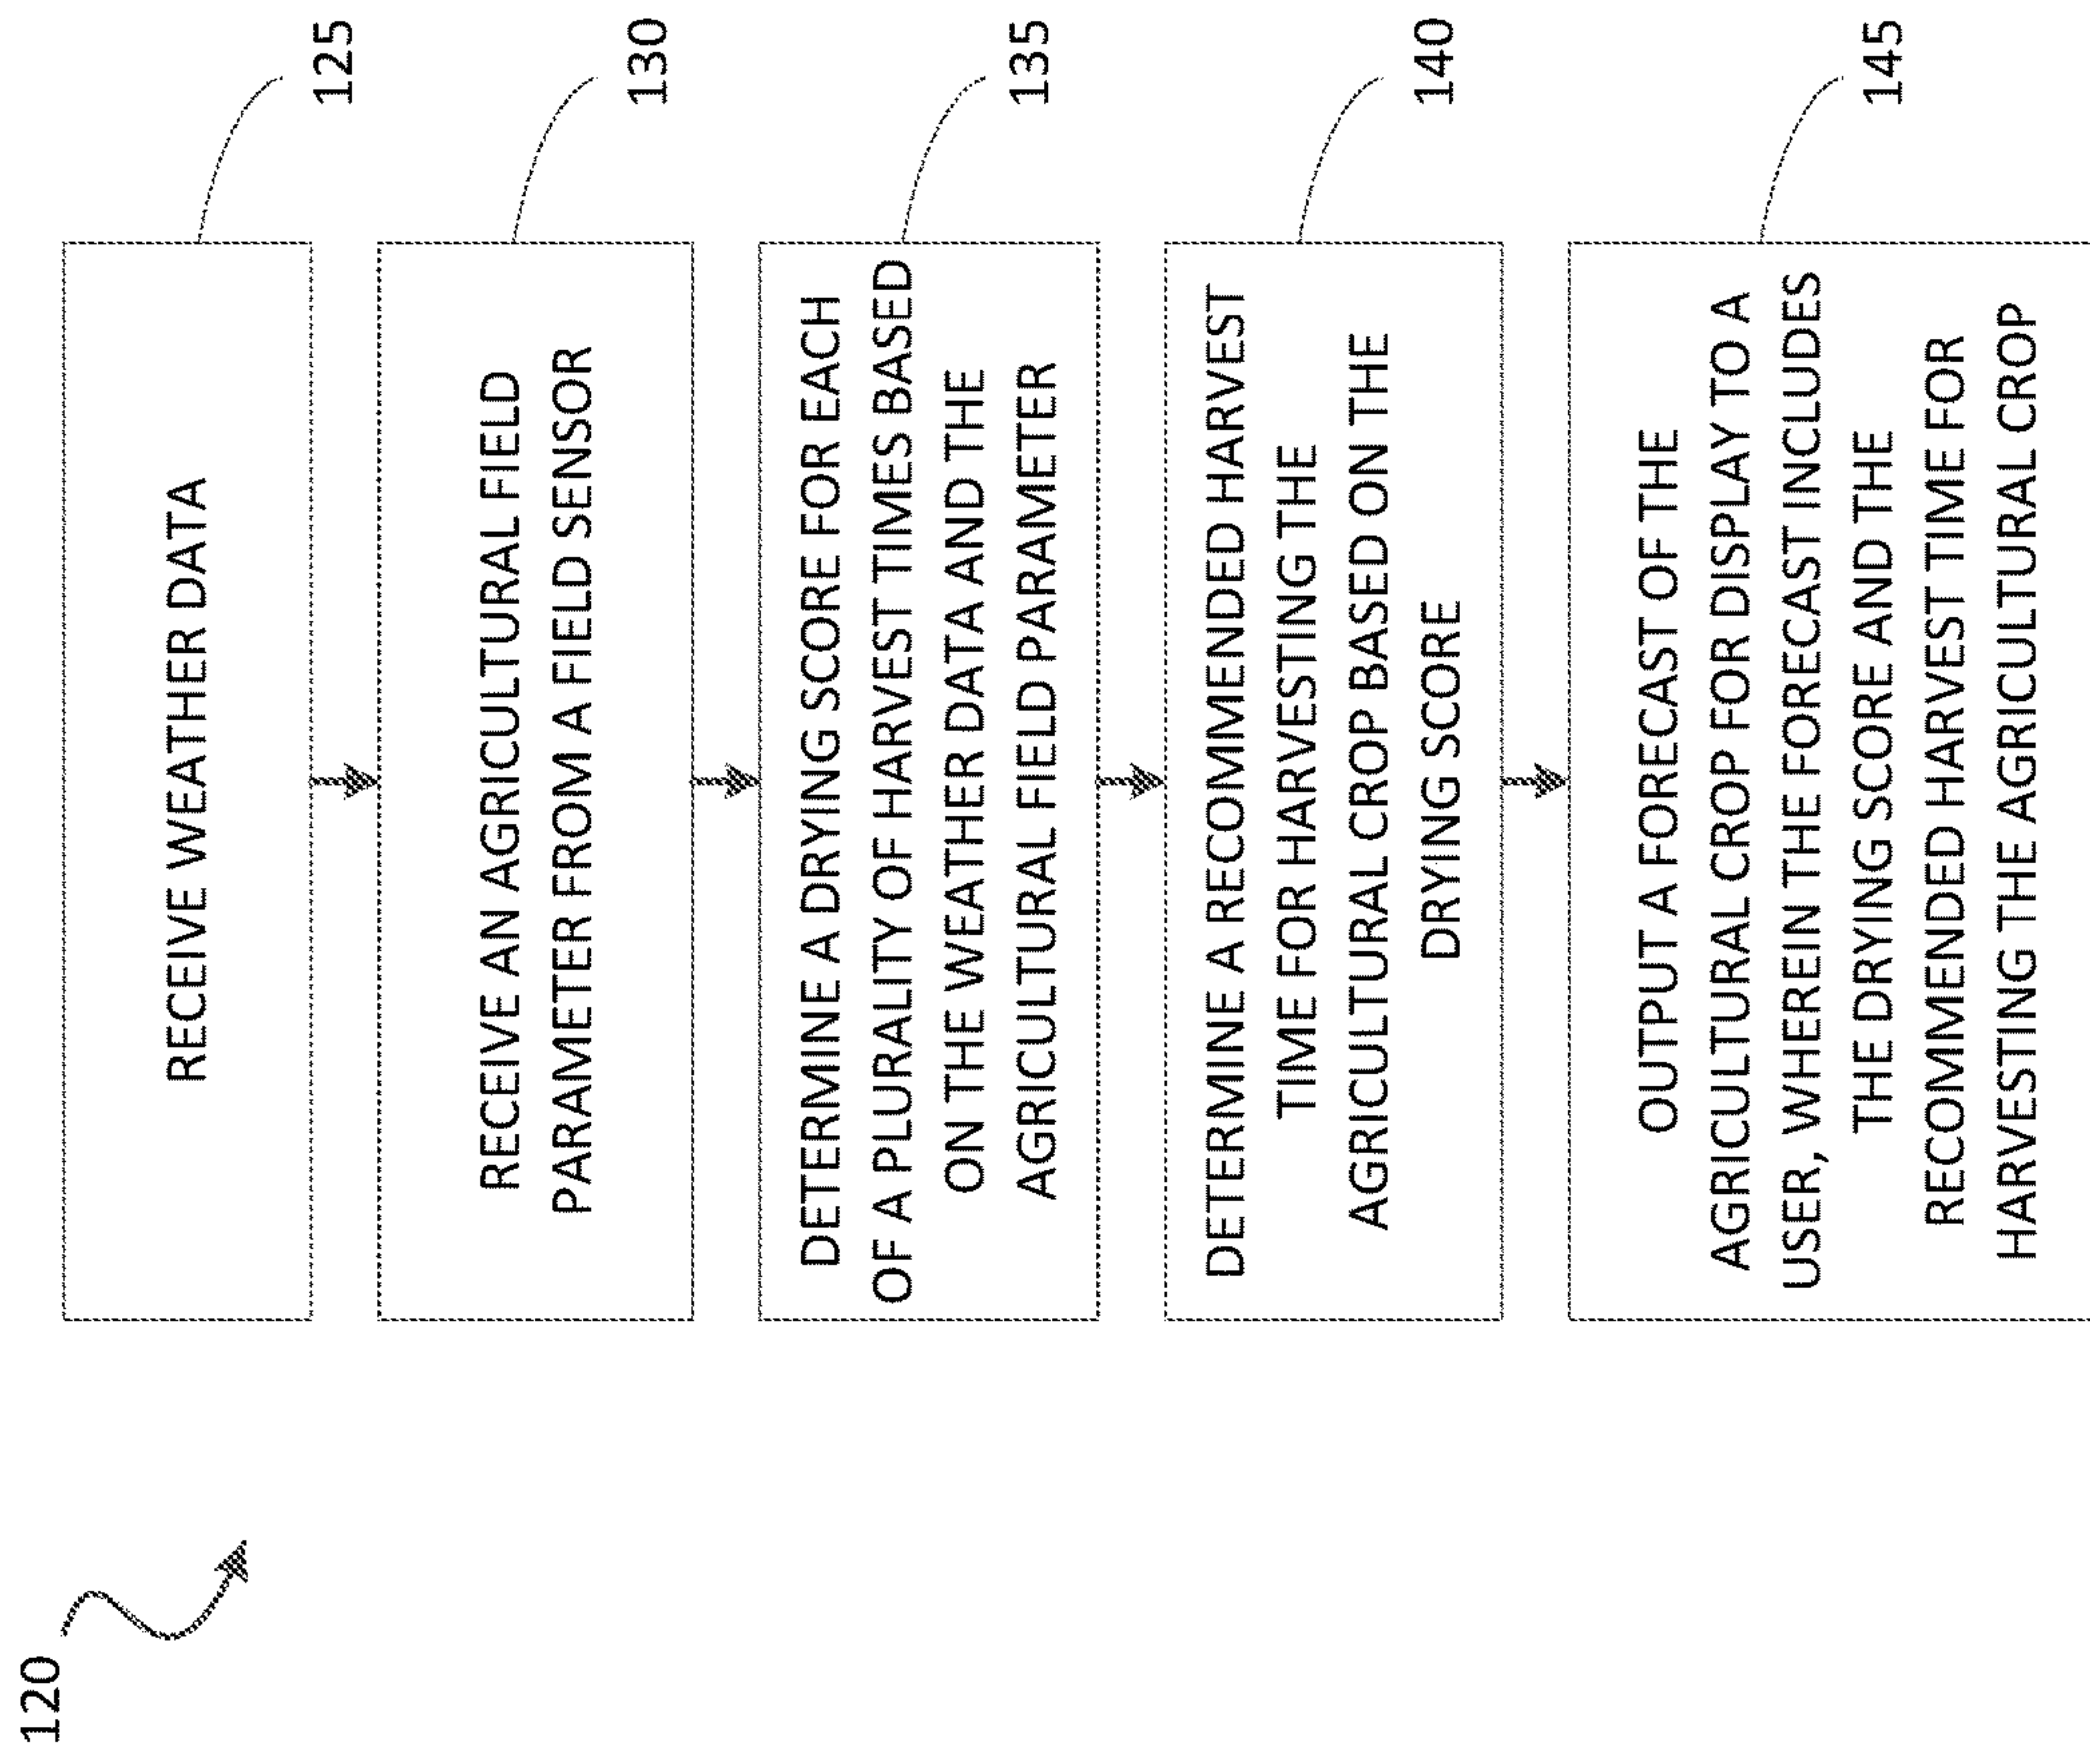 120
RECEIVE WEATHER DATA
125
RECEIVE AN AGRICULTURAL FIELD
PARAMETER FROM A FIELD SENSOR
130
DETERMINE A DRYING SCORE FOR EACH
OF A PLURALITY OF HARVEST TIMES BASED
ON THE WEATHER DATA AND THE
AGRICULTURAL FIELD PARAMETER
135
DETERMINE A RECOMMENDED HARVEST
TIME FOR HARVESTING THE
AGRICULTURAL CROP BASED ON THE
DRYING SCORE
140
OUTPUT A FORECAST OF THE
AGRICULTURAL CROP FOR DISPLAY TO A
USER, WHEREIN THE FORECAST INCLUDES
THE DRYING SCORE AND THE
RECOMMENDED HARVEST TIME FOR
HARVESTING THE AGRICULTURAL CROP
145